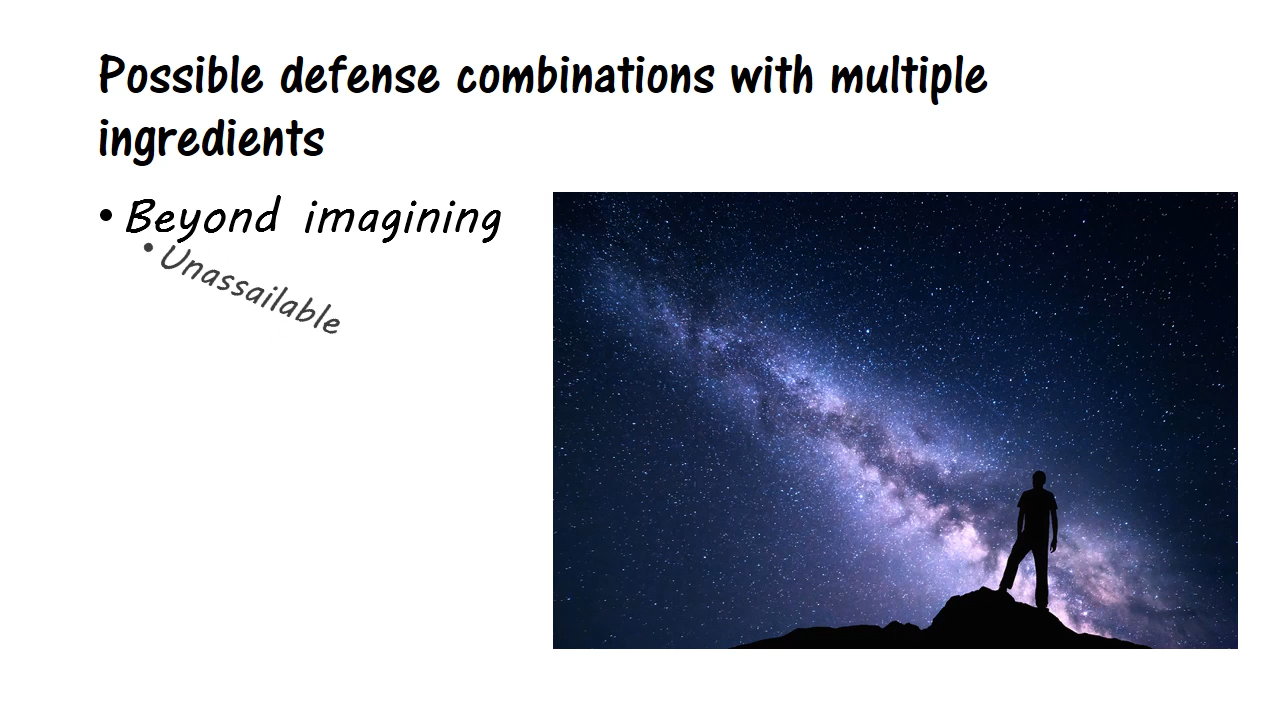 Possible defense combinations with multiple
ingredients
• Beyond imagining
• Unassailable